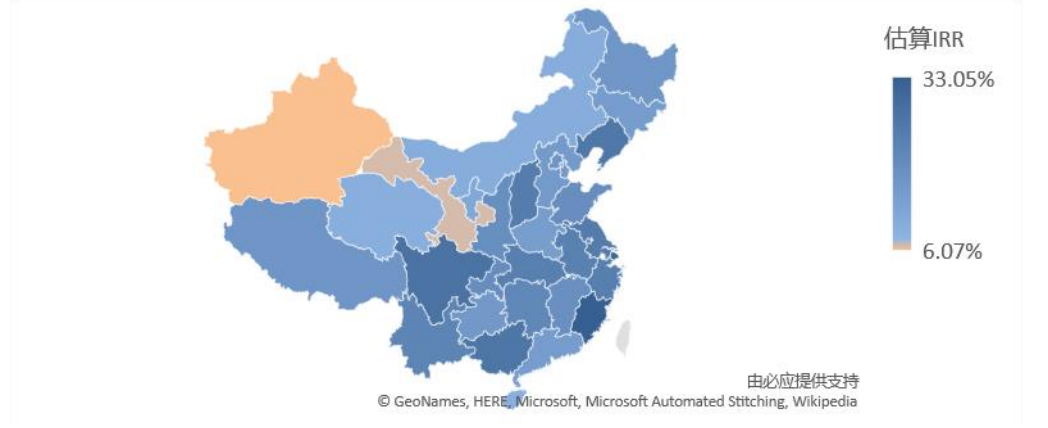 估算IRR
33.05%
6.07%
由必应提供支持
© GeoNames, HERE, Microsoft, Microsoft Automated Stitching, Wikipedia